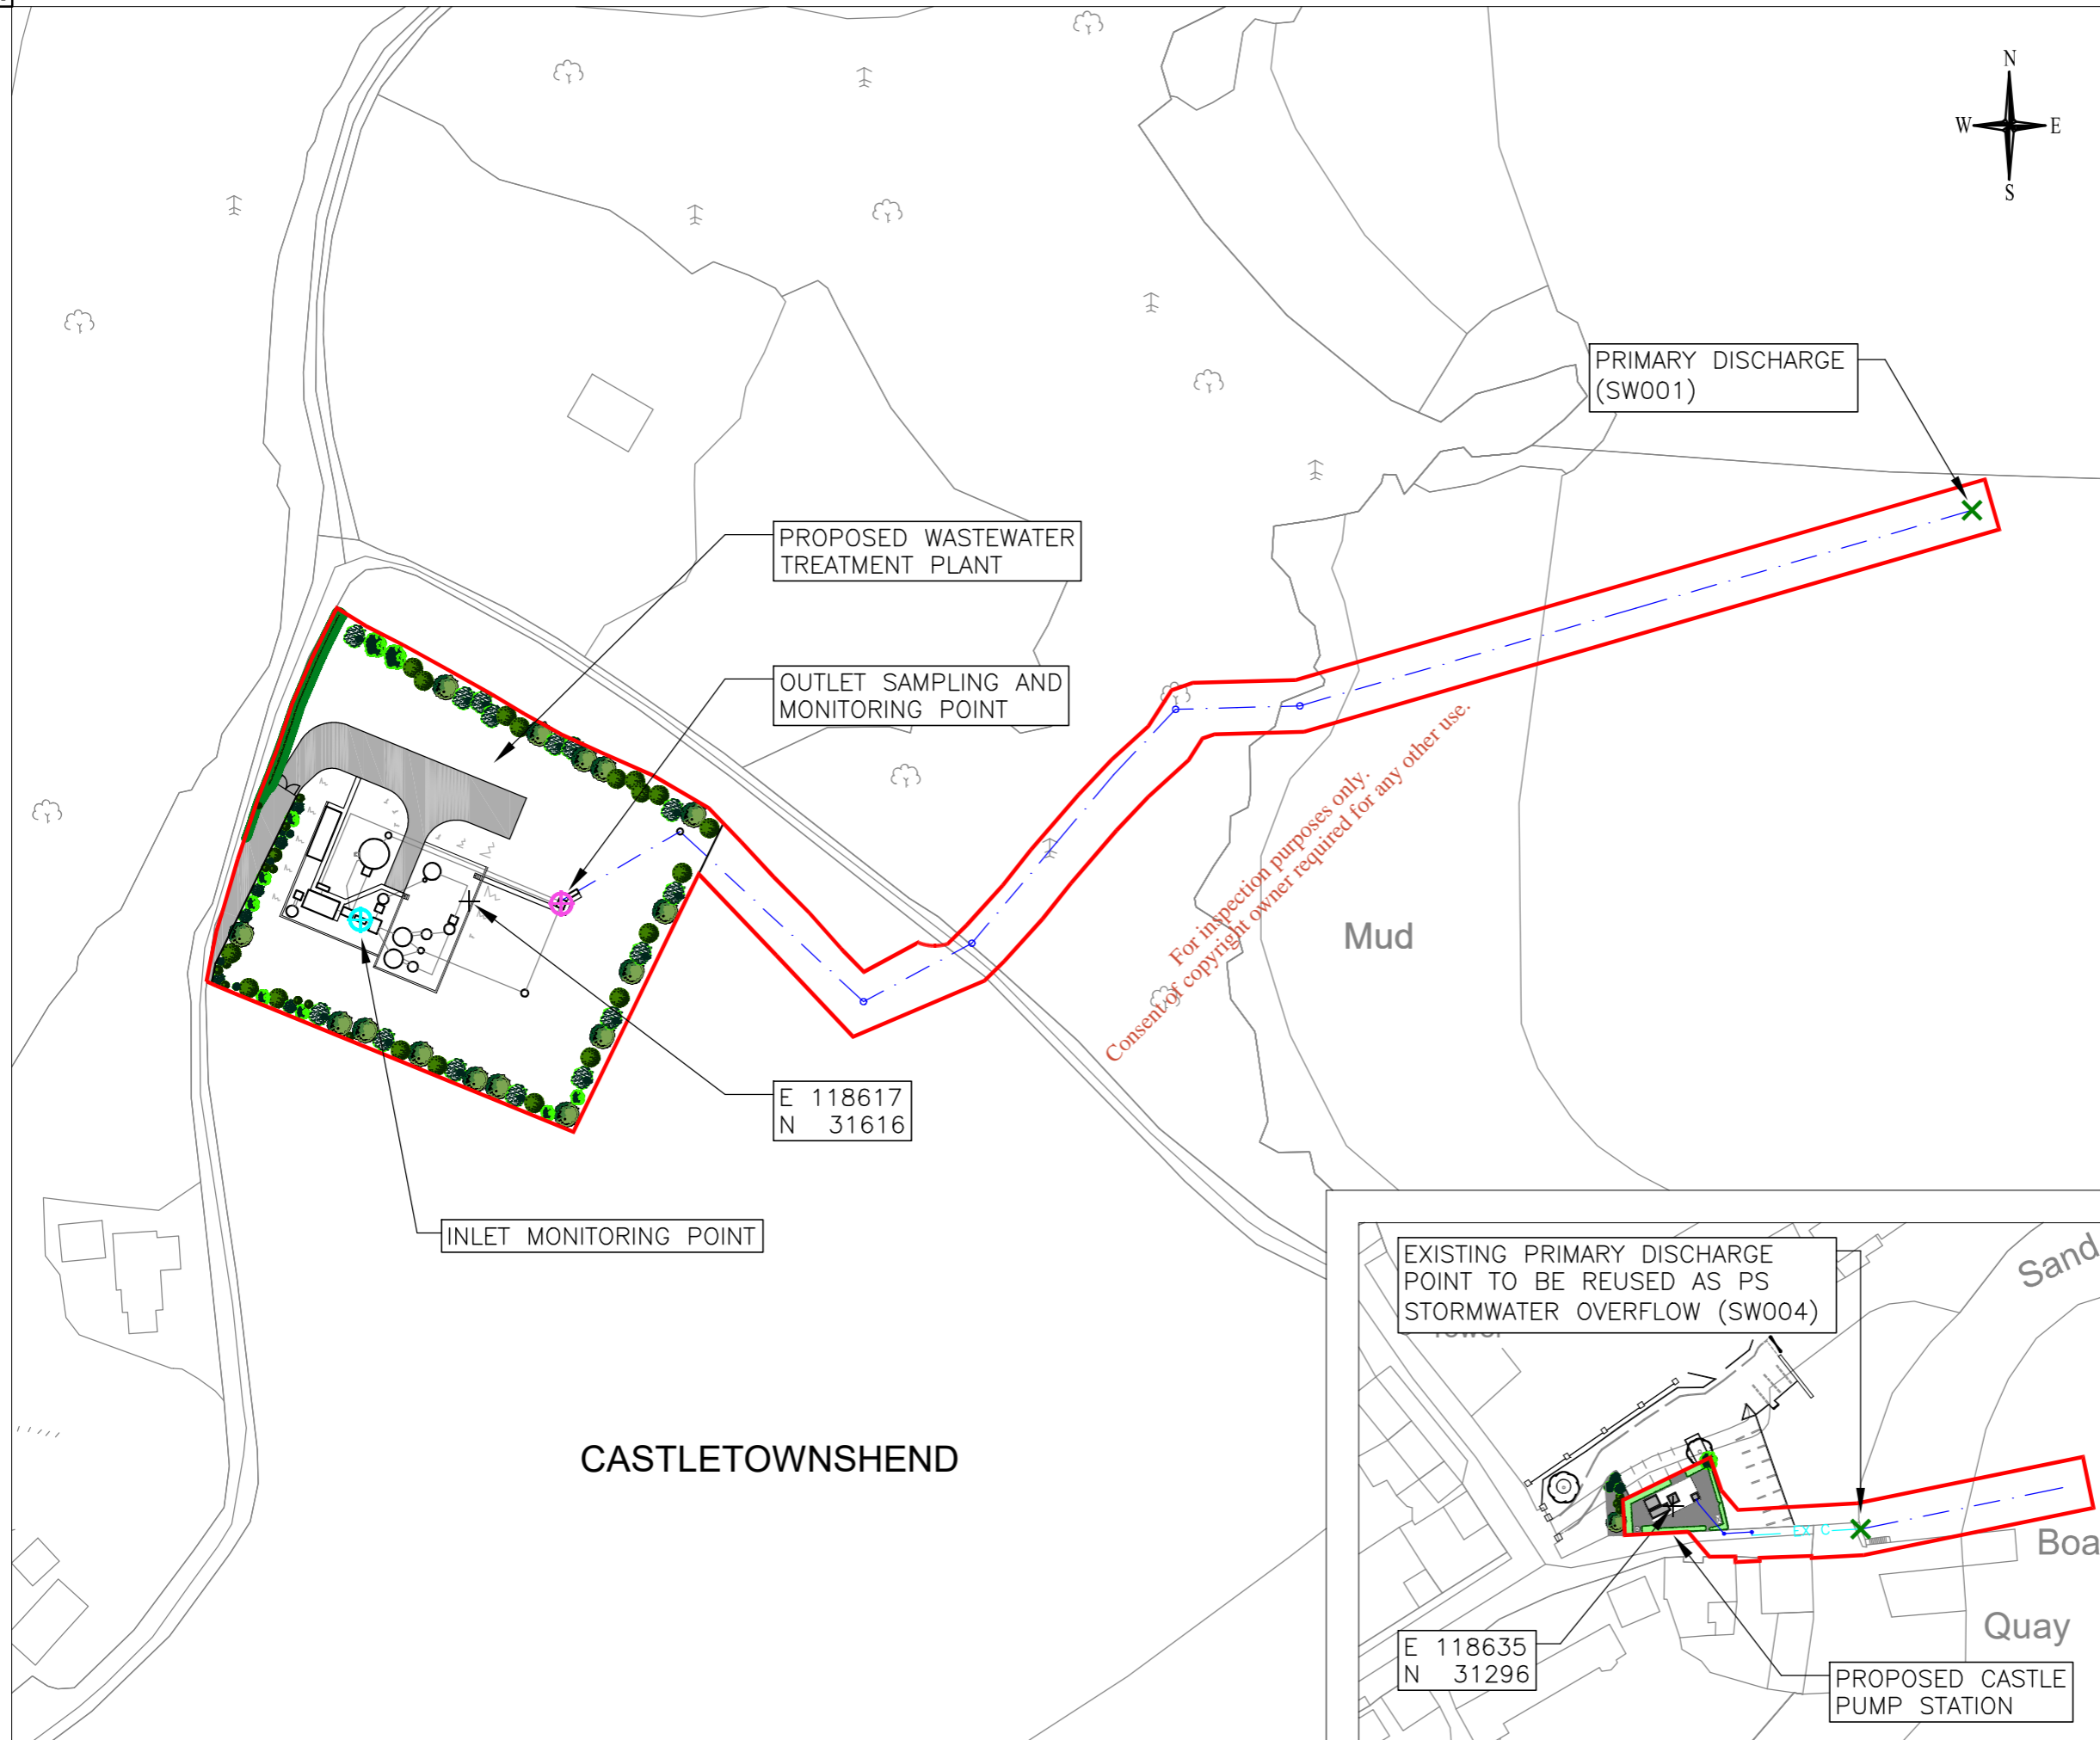 N
W E
S
PRIMARY DISCHARGE
(SW001)
PROPOSED WASTEWATER
TREATMENT PLANT
OUTLET SAMPLING AND
MONITORING POINT
For inspection purposes only.
Consent of copyright owner required for any other use.
Mud
E 118617
N 31616
INLET MONITORING POINT
CASTLETOWNSHEND
EXISTING PRIMARY DISCHARGE
POINT TO BE REUSED AS PS
STORMWATER OVERFLOW (SW004)
Sand
EX C
Boa
Quay
E 118635
N 31296
PROPOSED CASTLE
PUMP STATION